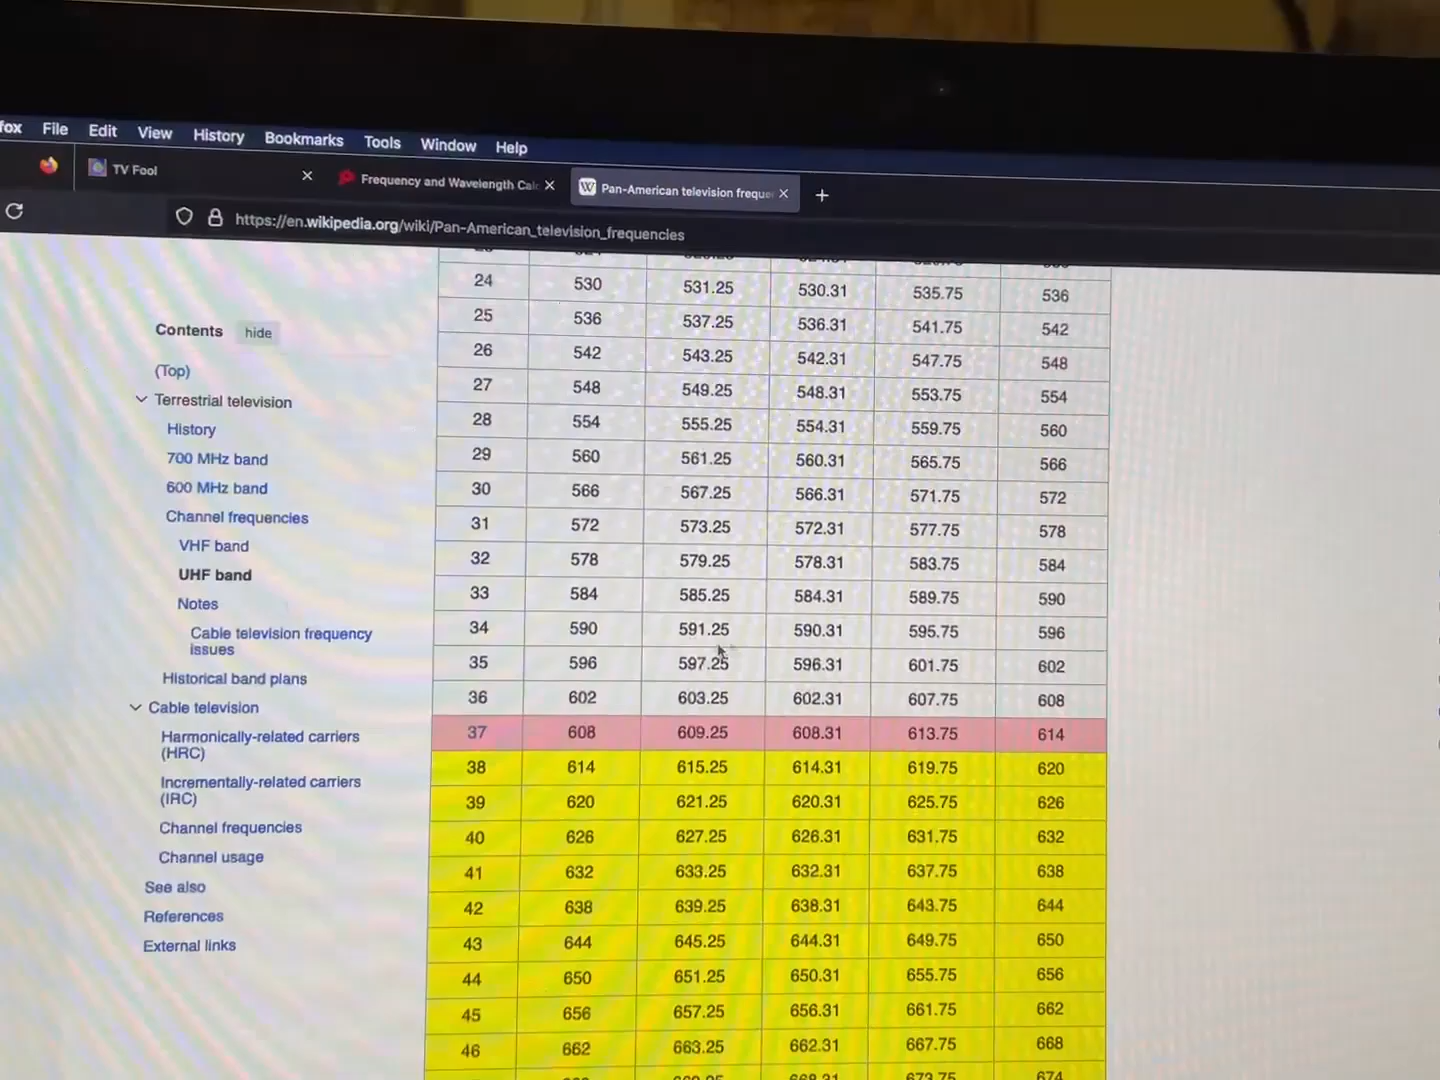 fox File Edit View History Bookmarks Tools Window Help
TV Fool
Frequency and Wavelength Calc
Pan-American television freque
https://en.wikipedia.org/wiki/Pan-American_television_frequencies
Contents hide
(Top)
Terrestrial television
History
700 MHz band
600 MHz band
Channel frequencies
VHF band
UHF band
Notes
Cable television frequency
issues
Historical band plans
Cable television
Harmonically-related carriers
(HRC)
Incrementally-related carriers
(IRC)
Channel frequencies
Channel usage
See also
References
External links
24 530 531.25 530.31 535.75 536
25 536 537.25 536.31 541.75 542
26 542 543.25 542.31 547.75 548
27 548 549.25 548.31 553.75 554
28 554 555.25 554.31 559.75 560
29 560 561.25 560.31 565.75 566
30 566 567.25 566.31 571.75 572
31 572 573.25 572.31 577.75 578
32 578 579.25 578.31 583.75 584
33 584 585.25 584.31 589.75 590
34 590 591.25 590.31 595.75 596
35 596 597.25 596.31 601.75 602
36 602 603.25 602.31 607.75 608
37 608 609.25 608.31 613.75 614
38 614 615.25 614.31 619.75 620
39 620 621.25 620.31 625.75 626
40 626 627.25 626.31 631.75 632
41 632 633.25 632.31 637.75 638
42 638 639.25 638.31 643.75 644
43 644 645.25 644.31 649.75 650
44 650 651.25 650.31 655.75 656
45 656 657.25 656.31 661.75 662
46 662 663.25 662.31 667.75 668
673.75 674